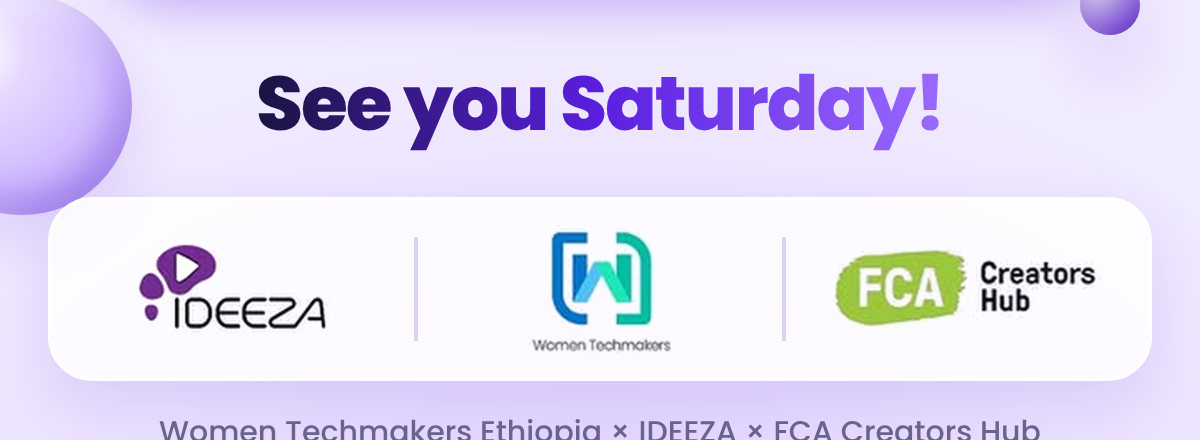 See you Saturday!
IDEEZA
Women Techmakers
FCA Creators
Hub
Women Techmakers Ethiopia × IDEEZA × FCA Creators Hub